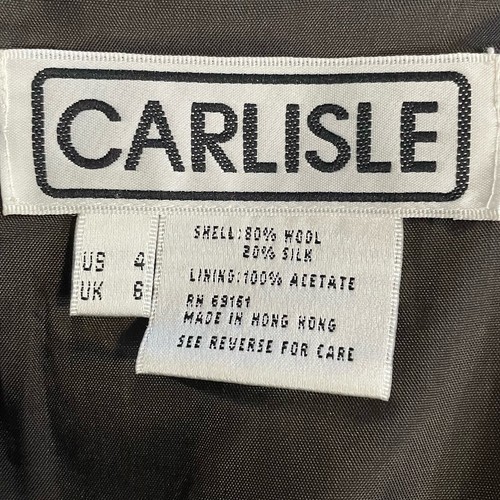 CARLISLE
US 4
UK 6
SHELL: 80% WOOL
20% SILK
LINING: 100% ACETATE
RN 69161
MADE IN HONG KONG
SEE REVERSE FOR CARE